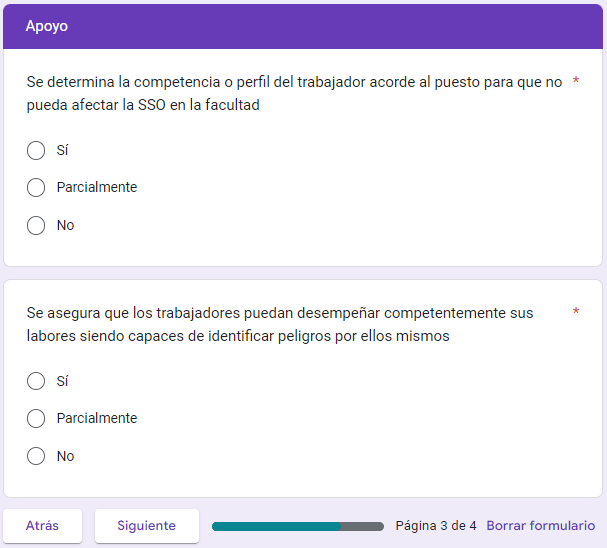 Apoyo
Se determina la competencia o perfil del trabajador acorde al puesto para que no *
pueda afectar la SSO en la facultad
Sí
Parcialmente
No
Se asegura que los trabajadores puedan desempeñar competentemente sus *
labores siendo capaces de identificar peligros por ellos mismos
Sí
Parcialmente
No
Atrás Siguiente Página 3 de 4 Borrar formulario